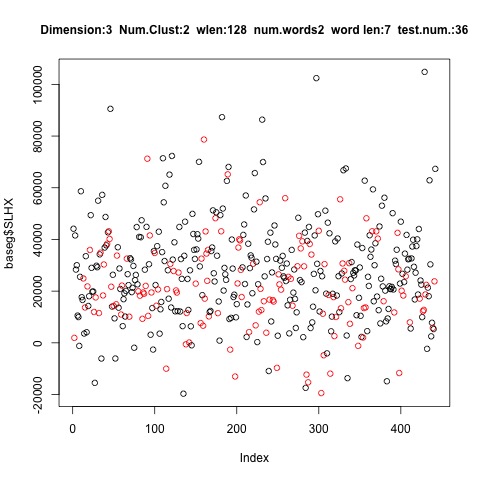 Dimension:3 Num.Clust:2 wlen:128 num.words2 word len:7 test.num.:36
100000
80000
60000
40000
20000
0
-20000
baseg$SLHX
0 100 200 300 400
Index